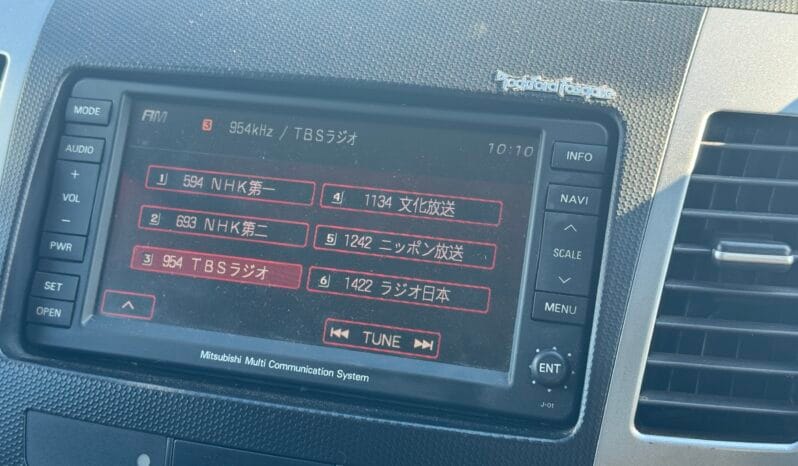 Rockford Fosgate
MODE
AUDIO
+
VOL
−
PWR
SET
OPEN
AM 3 954kHz / TBSラジオ 10:10
1 594 NHK第一
2 693 NHK第二
3 954 TBSラジオ
4 1134 文化放送
5 1242 ニッポン放送
6 1422 ラジオ日本
TUNE
INFO
NAVI
SCALE
MENU
ENT
J-01
Mitsubishi Multi Communication System